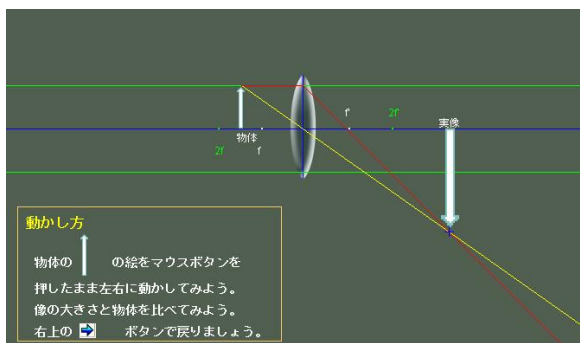 f
2f
実像
物体
2f
f
動かし方
物体の の絵をマウスボタンを
押したまま左右に動かしてみよう。
像の大きさと物体を比べてみよう。
右上の ボタンで戻りましょう。